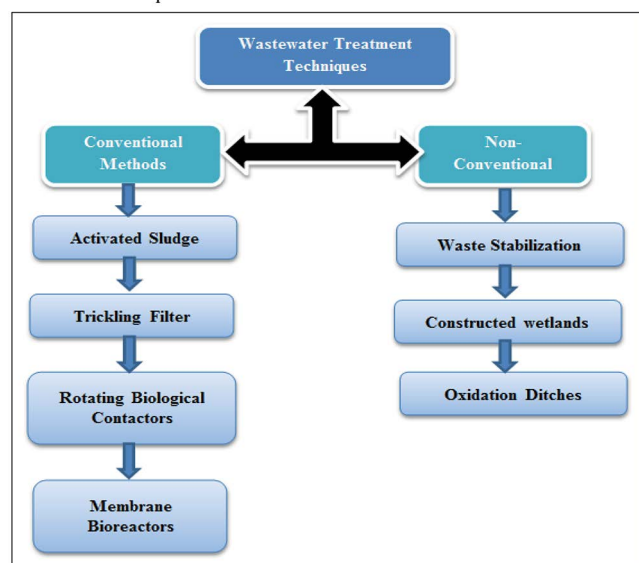 Wastewater Treatment
Techniques
Conventional
Methods
Activated Sludge
Trickling Filter
Rotating Biological
Contactors
Membrane
Bioreactors
Non-
Conventional
Waste Stabilization
Constructed wetlands
Oxidation Ditches